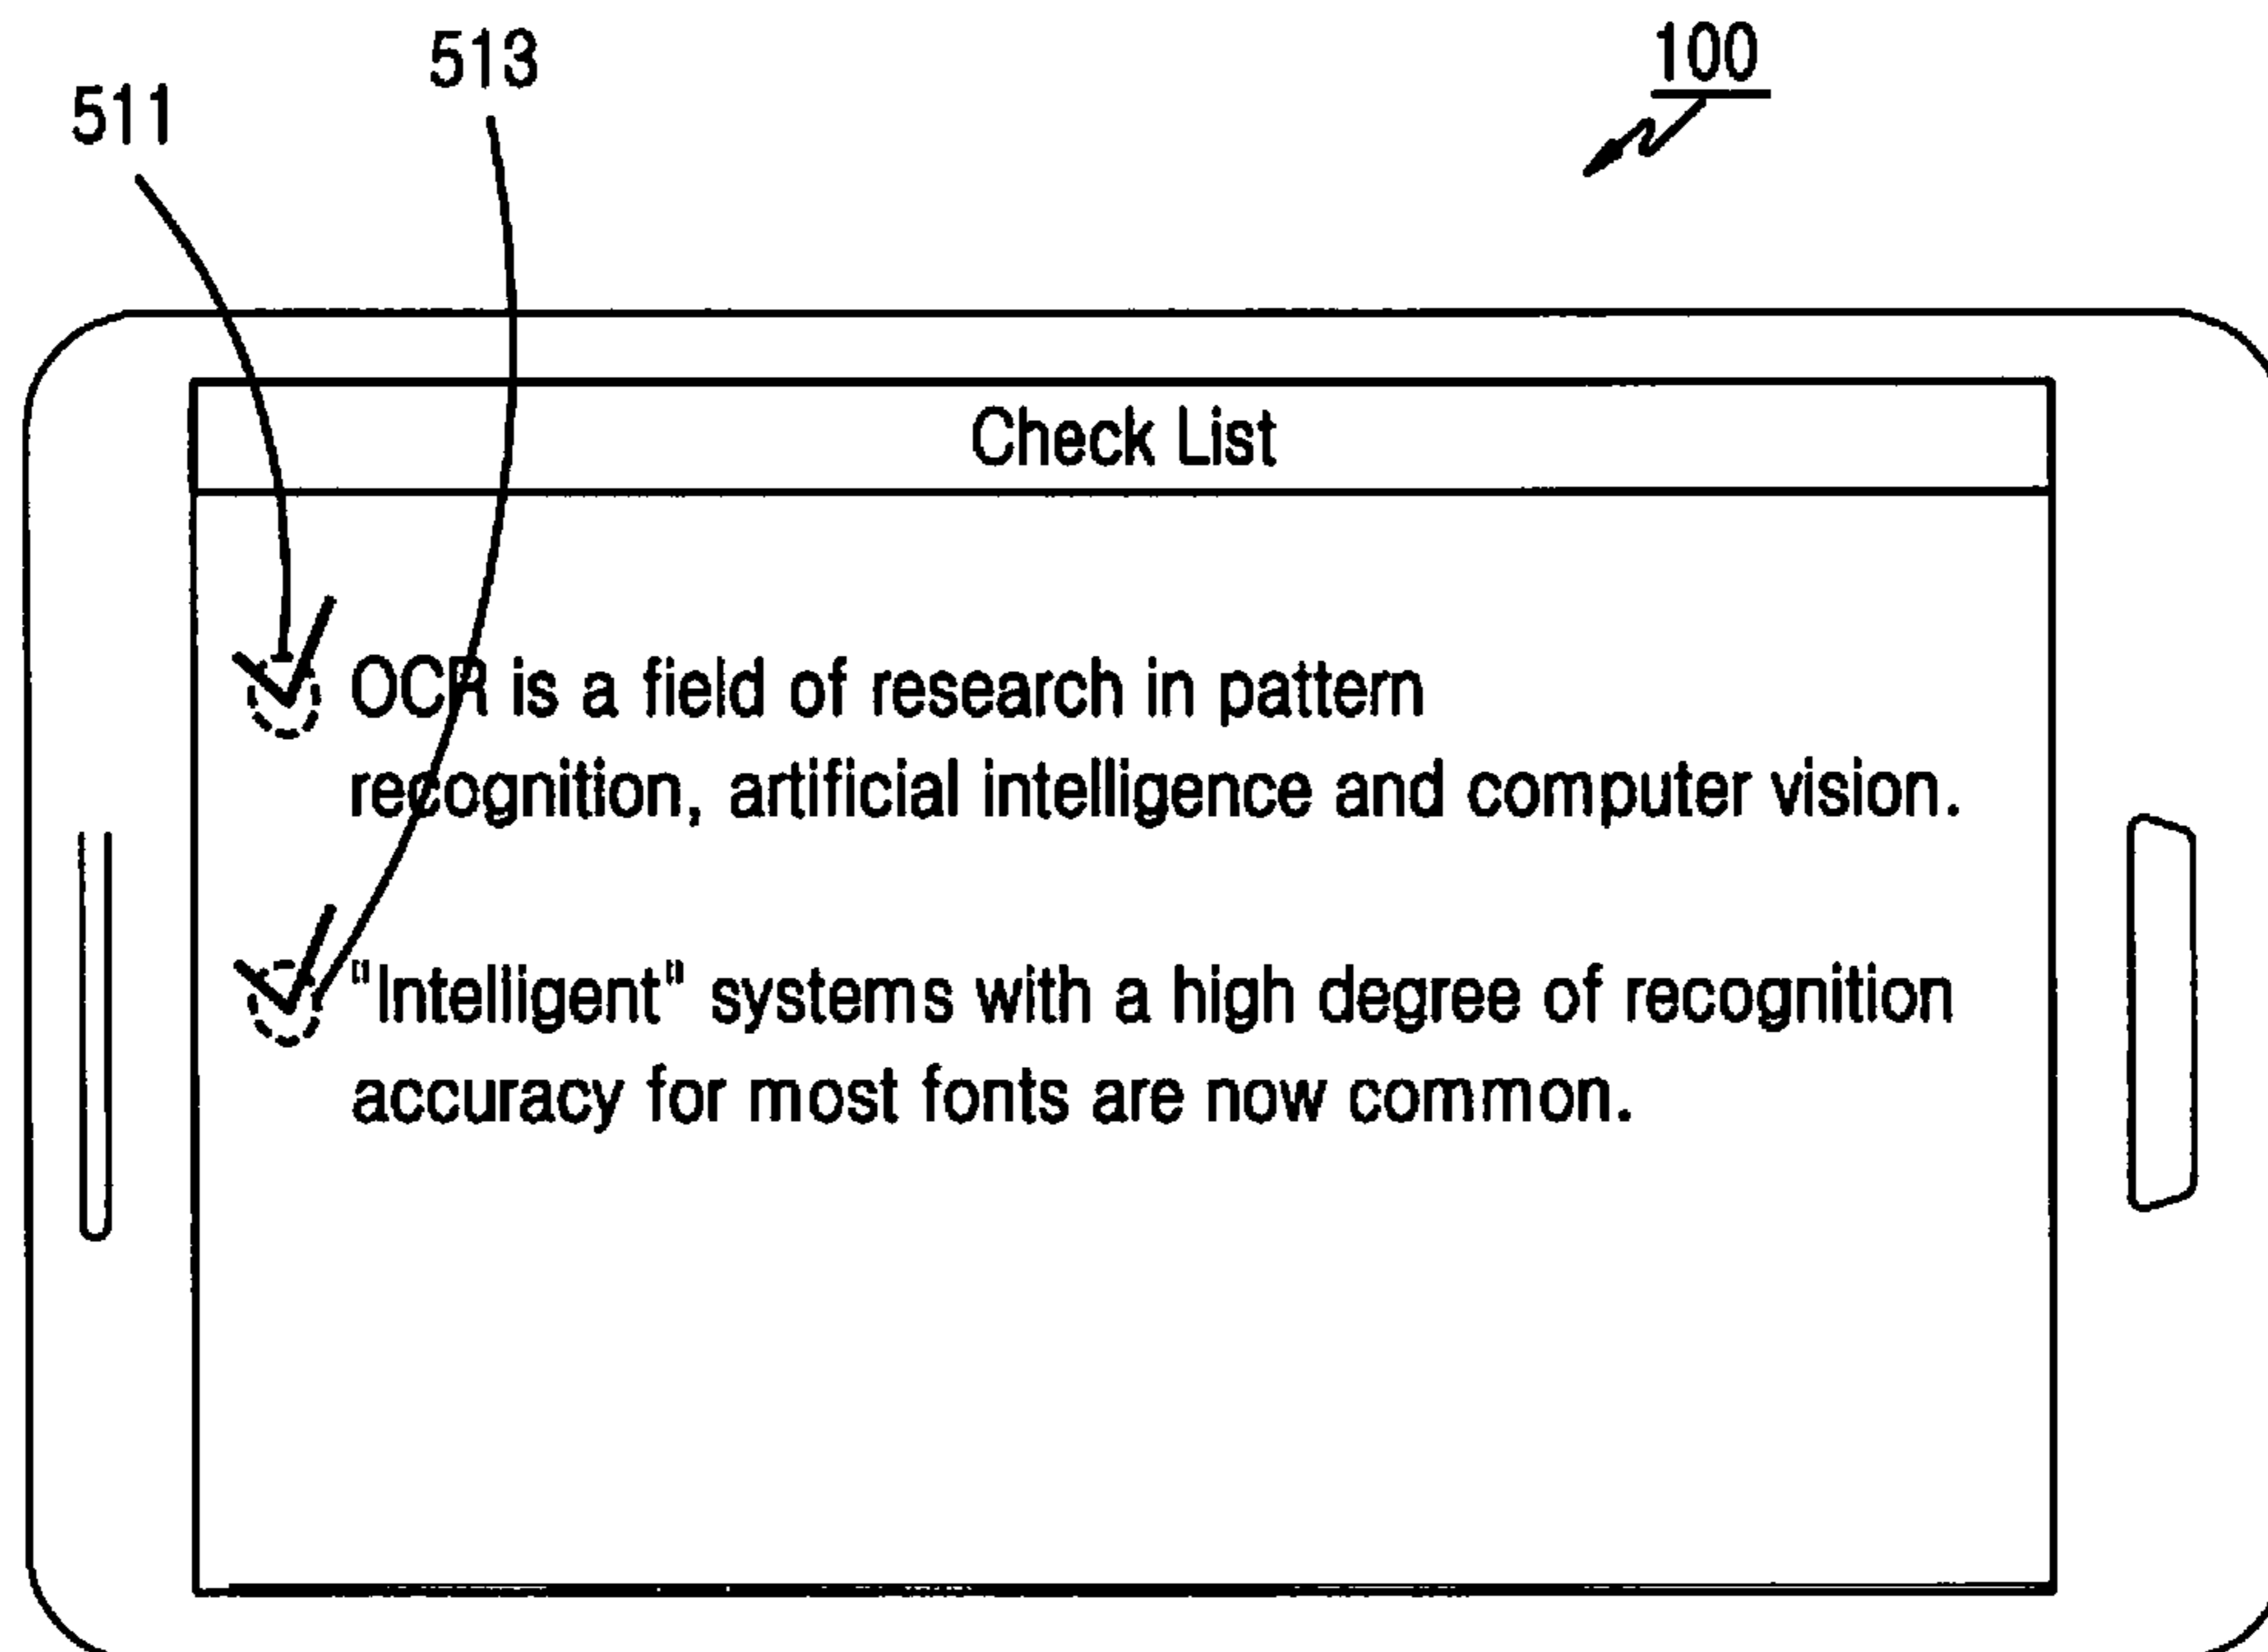 513
100
511
Check List
OCR is a field of research in pattern
recognition, artificial intelligence and computer vision.
"Intelligent" systems with a high degree of recognition
accuracy for most fonts are now common.